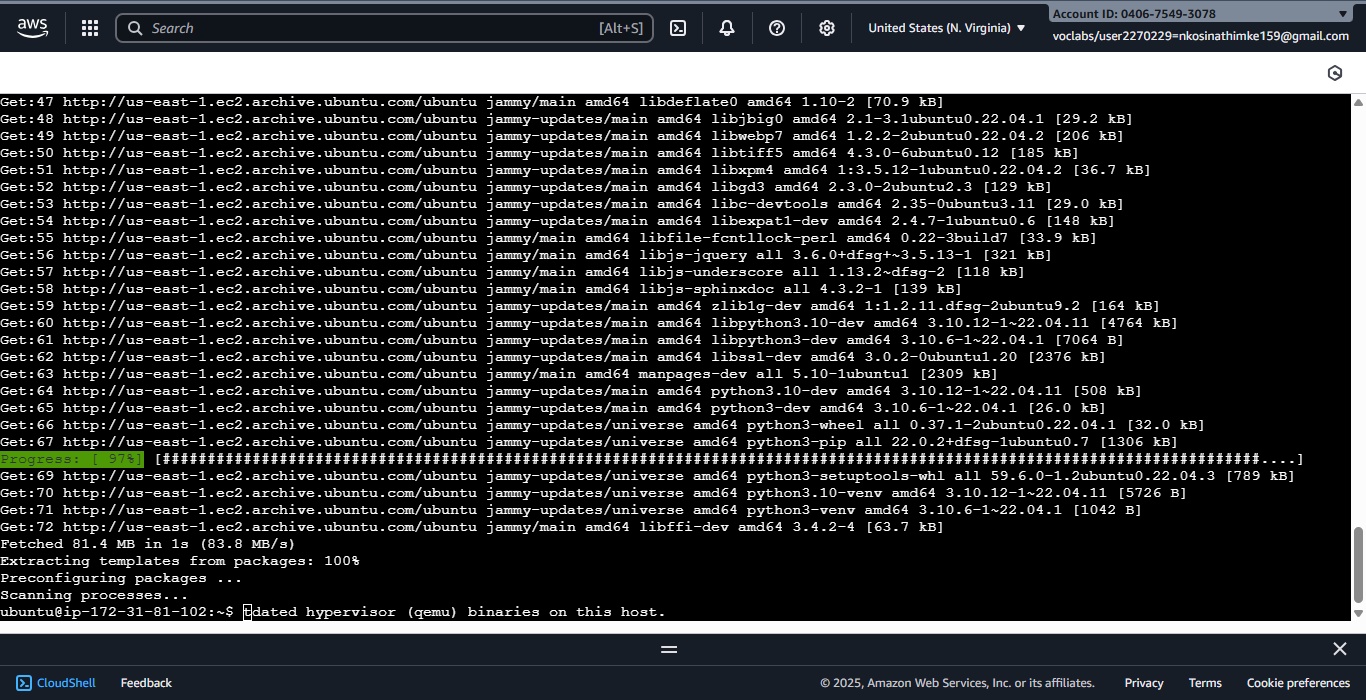 aws
Search
[Alt+S]
United States (N. Virginia)
Account ID: 0406-7549-3078
voclabs/user2270229=nkosinathimke159@gmail.com
Get:47 http://us-east-1.ec2.archive.ubuntu.com/ubuntu jammy/main amd64 libdeflate0 amd64 1.10-2 [70.9 kB]
Get:48 http://us-east-1.ec2.archive.ubuntu.com/ubuntu jammy-updates/main amd64 libjbig0 amd64 2.1-3.1ubuntu0.22.04.1 [29.2 kB]
Get:49 http://us-east-1.ec2.archive.ubuntu.com/ubuntu jammy-updates/main amd64 libwebp7 amd64 1.2.2-2ubuntu0.22.04.2 [206 kB]
Get:50 http://us-east-1.ec2.archive.ubuntu.com/ubuntu jammy-updates/main amd64 libtiff5 amd64 4.3.0-6ubuntu0.12 [185 kB]
Get:51 http://us-east-1.ec2.archive.ubuntu.com/ubuntu jammy-updates/main amd64 libxpm4 amd64 1:3.5.12-1ubuntu0.22.04.2 [36.7 kB]
Get:52 http://us-east-1.ec2.archive.ubuntu.com/ubuntu jammy-updates/main amd64 libgd3 amd64 2.3.0-2ubuntu2.3 [129 kB]
Get:53 http://us-east-1.ec2.archive.ubuntu.com/ubuntu jammy-updates/main amd64 libc-devtools amd64 2.35-0ubuntu3.11 [29.0 kB]
Get:54 http://us-east-1.ec2.archive.ubuntu.com/ubuntu jammy-updates/main amd64 libexpat1-dev amd64 2.4.7-1ubuntu0.6 [148 kB]
Get:55 http://us-east-1.ec2.archive.ubuntu.com/ubuntu jammy/main amd64 libfile-fcntllock-perl amd64 0.22-3build7 [33.9 kB]
Get:56 http://us-east-1.ec2.archive.ubuntu.com/ubuntu jammy/main amd64 libjs-jquery all 3.6.0+dfsg+~3.5.13-1 [321 kB]
Get:57 http://us-east-1.ec2.archive.ubuntu.com/ubuntu jammy/main amd64 libjs-underscore all 1.13.2~dfsg-2 [118 kB]
Get:58 http://us-east-1.ec2.archive.ubuntu.com/ubuntu jammy/main amd64 libjs-sphinxdoc all 4.3.2-1 [139 kB]
Get:59 http://us-east-1.ec2.archive.ubuntu.com/ubuntu jammy-updates/main amd64 zlib1g-dev amd64 1:1.2.11.dfsg-2ubuntu9.2 [164 kB]
Get:60 http://us-east-1.ec2.archive.ubuntu.com/ubuntu jammy-updates/main amd64 libpython3.10-dev amd64 3.10.12-1~22.04.11 [4764 kB]
Get:61 http://us-east-1.ec2.archive.ubuntu.com/ubuntu jammy-updates/main amd64 libpython3-dev amd64 3.10.6-1~22.04.1 [7064 B]
Get:62 http://us-east-1.ec2.archive.ubuntu.com/ubuntu jammy-updates/main amd64 libssl-dev amd64 3.0.2-0ubuntu1.20 [2376 kB]
Get:63 http://us-east-1.ec2.archive.ubuntu.com/ubuntu jammy/main amd64 manpages-dev all 5.10-1ubuntu1 [2309 kB]
Get:64 http://us-east-1.ec2.archive.ubuntu.com/ubuntu jammy-updates/main amd64 python3.10-dev amd64 3.10.12-1~22.04.11 [508 kB]
Get:65 http://us-east-1.ec2.archive.ubuntu.com/ubuntu jammy-updates/main amd64 python3-dev amd64 3.10.6-1~22.04.1 [26.0 kB]
Get:66 http://us-east-1.ec2.archive.ubuntu.com/ubuntu jammy-updates/universe amd64 python3-wheel all 0.37.1-2ubuntu0.22.04.1 [32.0 kB]
Get:67 http://us-east-1.ec2.archive.ubuntu.com/ubuntu jammy-updates/universe amd64 python3-pip all 22.0.2+dfsg-1ubuntu0.7 [1306 kB]
Progress: [ 97%] [##########################################################################################################################....]
Get:69 http://us-east-1.ec2.archive.ubuntu.com/ubuntu jammy-updates/universe amd64 python3-setuptools-whl all 59.6.0-1.2ubuntu0.22.04.3 [789 kB]
Get:70 http://us-east-1.ec2.archive.ubuntu.com/ubuntu jammy-updates/universe amd64 python3.10-venv amd64 3.10.12-1~22.04.11 [5726 B]
Get:71 http://us-east-1.ec2.archive.ubuntu.com/ubuntu jammy-updates/universe amd64 python3-venv amd64 3.10.6-1~22.04.1 [1042 B]
Get:72 http://us-east-1.ec2.archive.ubuntu.com/ubuntu jammy/main amd64 libffi-dev amd64 3.4.2-4 [63.7 kB]
Fetched 81.4 MB in 1s (83.8 MB/s)
Extracting templates from packages: 100%
Preconfiguring packages ...
Scanning processes...
ubuntu@ip-172-31-81-102:~$ tdated hypervisor (qemu) binaries on this host.
CloudShell
Feedback
© 2025, Amazon Web Services, Inc. or its affiliates.
Privacy
Terms
Cookie preferences